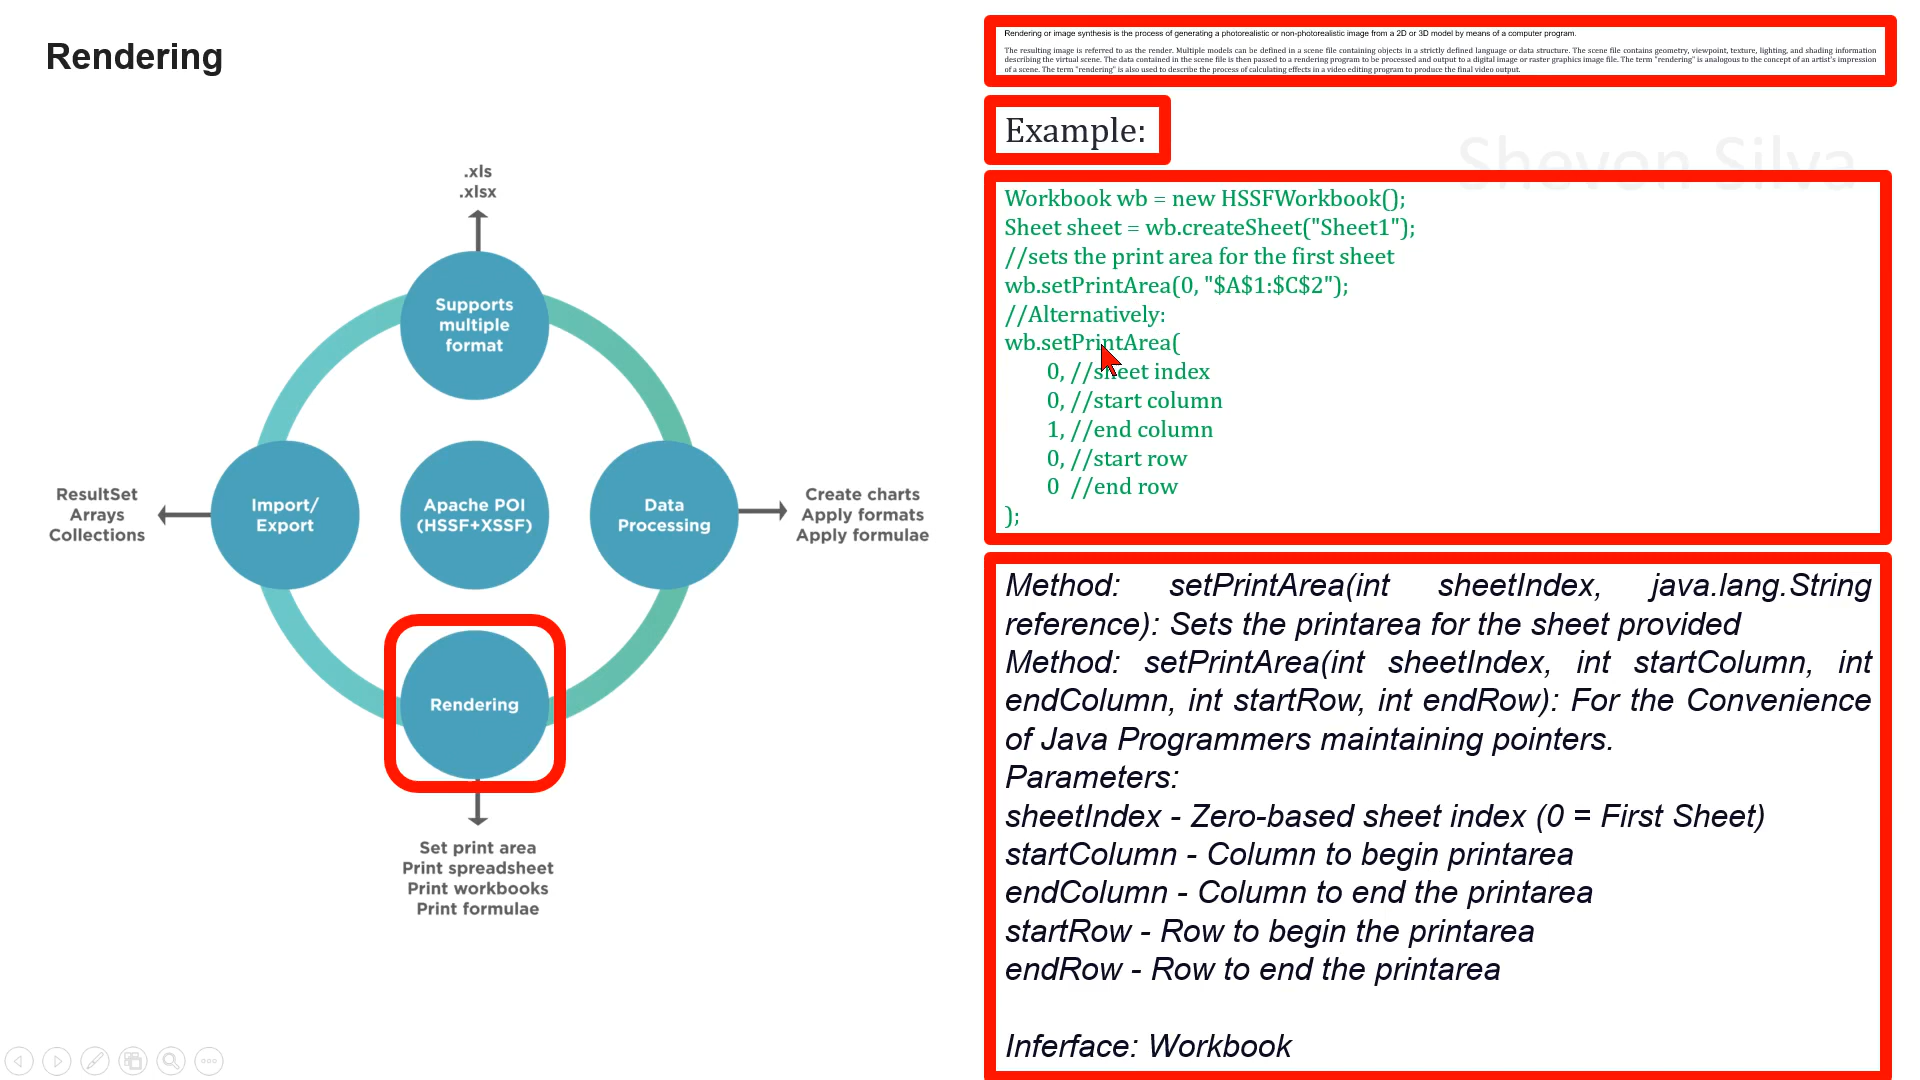 Rendering
.xls
.xlsx
Supports
multiple
format
ResultSet
Arrays
Collections
Import/
Export
Apache POI
(HSSF+XSSF)
Data
Processing
Create charts
Apply formats
Apply formulae
Rendering
Set print area
Print spreadsheet
Print workbooks
Print formulae
Rendering or image synthesis is the process of generating a photorealistic or non-photorealistic image from a 2D or 3D model by means of a computer program.
The resulting image is referred to as the render. Multiple models can be defined in a scene file containing objects in a strictly defined language or data structure. The scene file contains geometry, viewpoint, texture, lighting, and shading information
describing the virtual scene. The data contained in the scene file is then passed to a rendering program to be processed and output to a digital image or raster graphics image file. The term "rendering" is analogous to the concept of an artist's impression
of a scene. The term "rendering" is also used to describe the process of calculating effects in a video editing program to produce the final video output.
Example:
Shevon Silva
Workbook wb = new HSSFWorkbook();
Sheet sheet = wb.createSheet("Sheet1");
//sets the print area for the first sheet
wb.setPrintArea(0, "$A$1:$C$2");
//Alternatively:
wb.setPrintArea(
0, //sheet index
0, //start column
1, //end column
0, //start row
0 //end row
);
Method: setPrintArea(int sheetIndex, java.lang.String
reference): Sets the printarea for the sheet provided
Method: setPrintArea(int sheetIndex, int startColumn, int
endColumn, int startRow, int endRow): For the Convenience
of Java Programmers maintaining pointers.
Parameters:
sheetIndex - Zero-based sheet index (0 = First Sheet)
startColumn - Column to begin printarea
endColumn - Column to end the printarea
startRow - Row to begin the printarea
endRow - Row to end the printarea
Inferface: Workbook